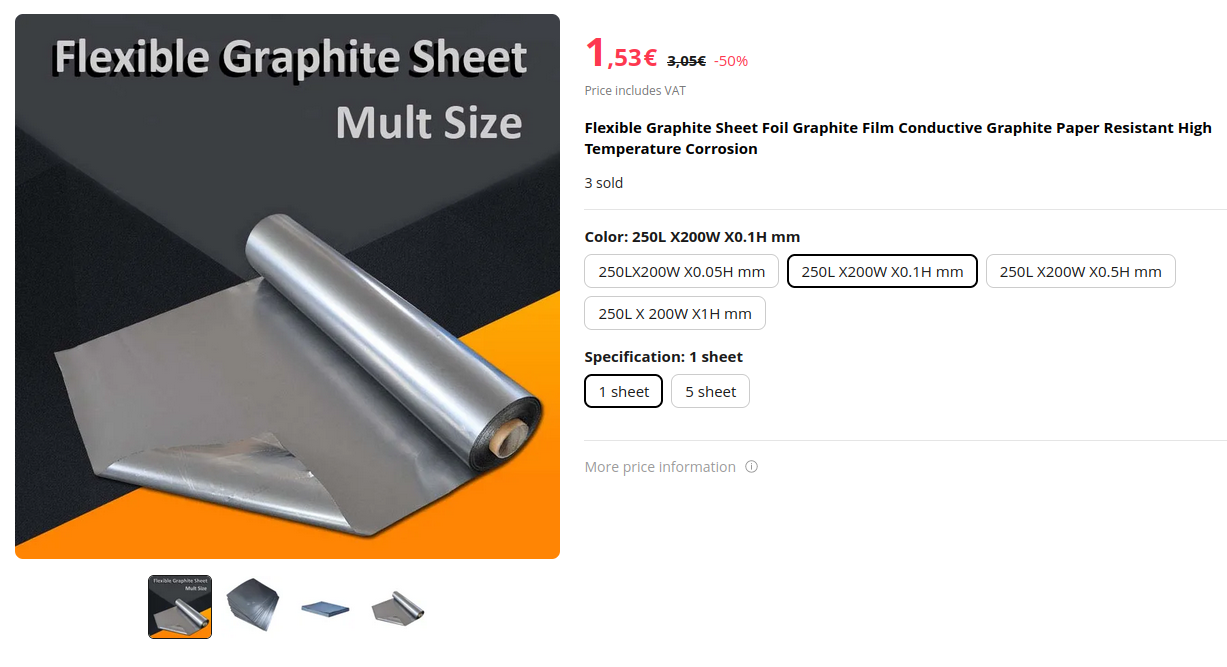 Flexible Graphite Sheet
Mult Size
1,53€ 3,05€ -50%
Price includes VAT
Flexible Graphite Sheet Foil Graphite Film Conductive Graphite Paper Resistant High
Temperature Corrosion
3 sold
Color: 250L X200W X0.1H mm
250LX200W X0.05H mm 250L X200W X0.1H mm 250L X200W X0.5H mm
250L X 200W X1H mm
Specification: 1 sheet
1 sheet 5 sheet
More price information
Flexible Graphite Sheet
Mult Size